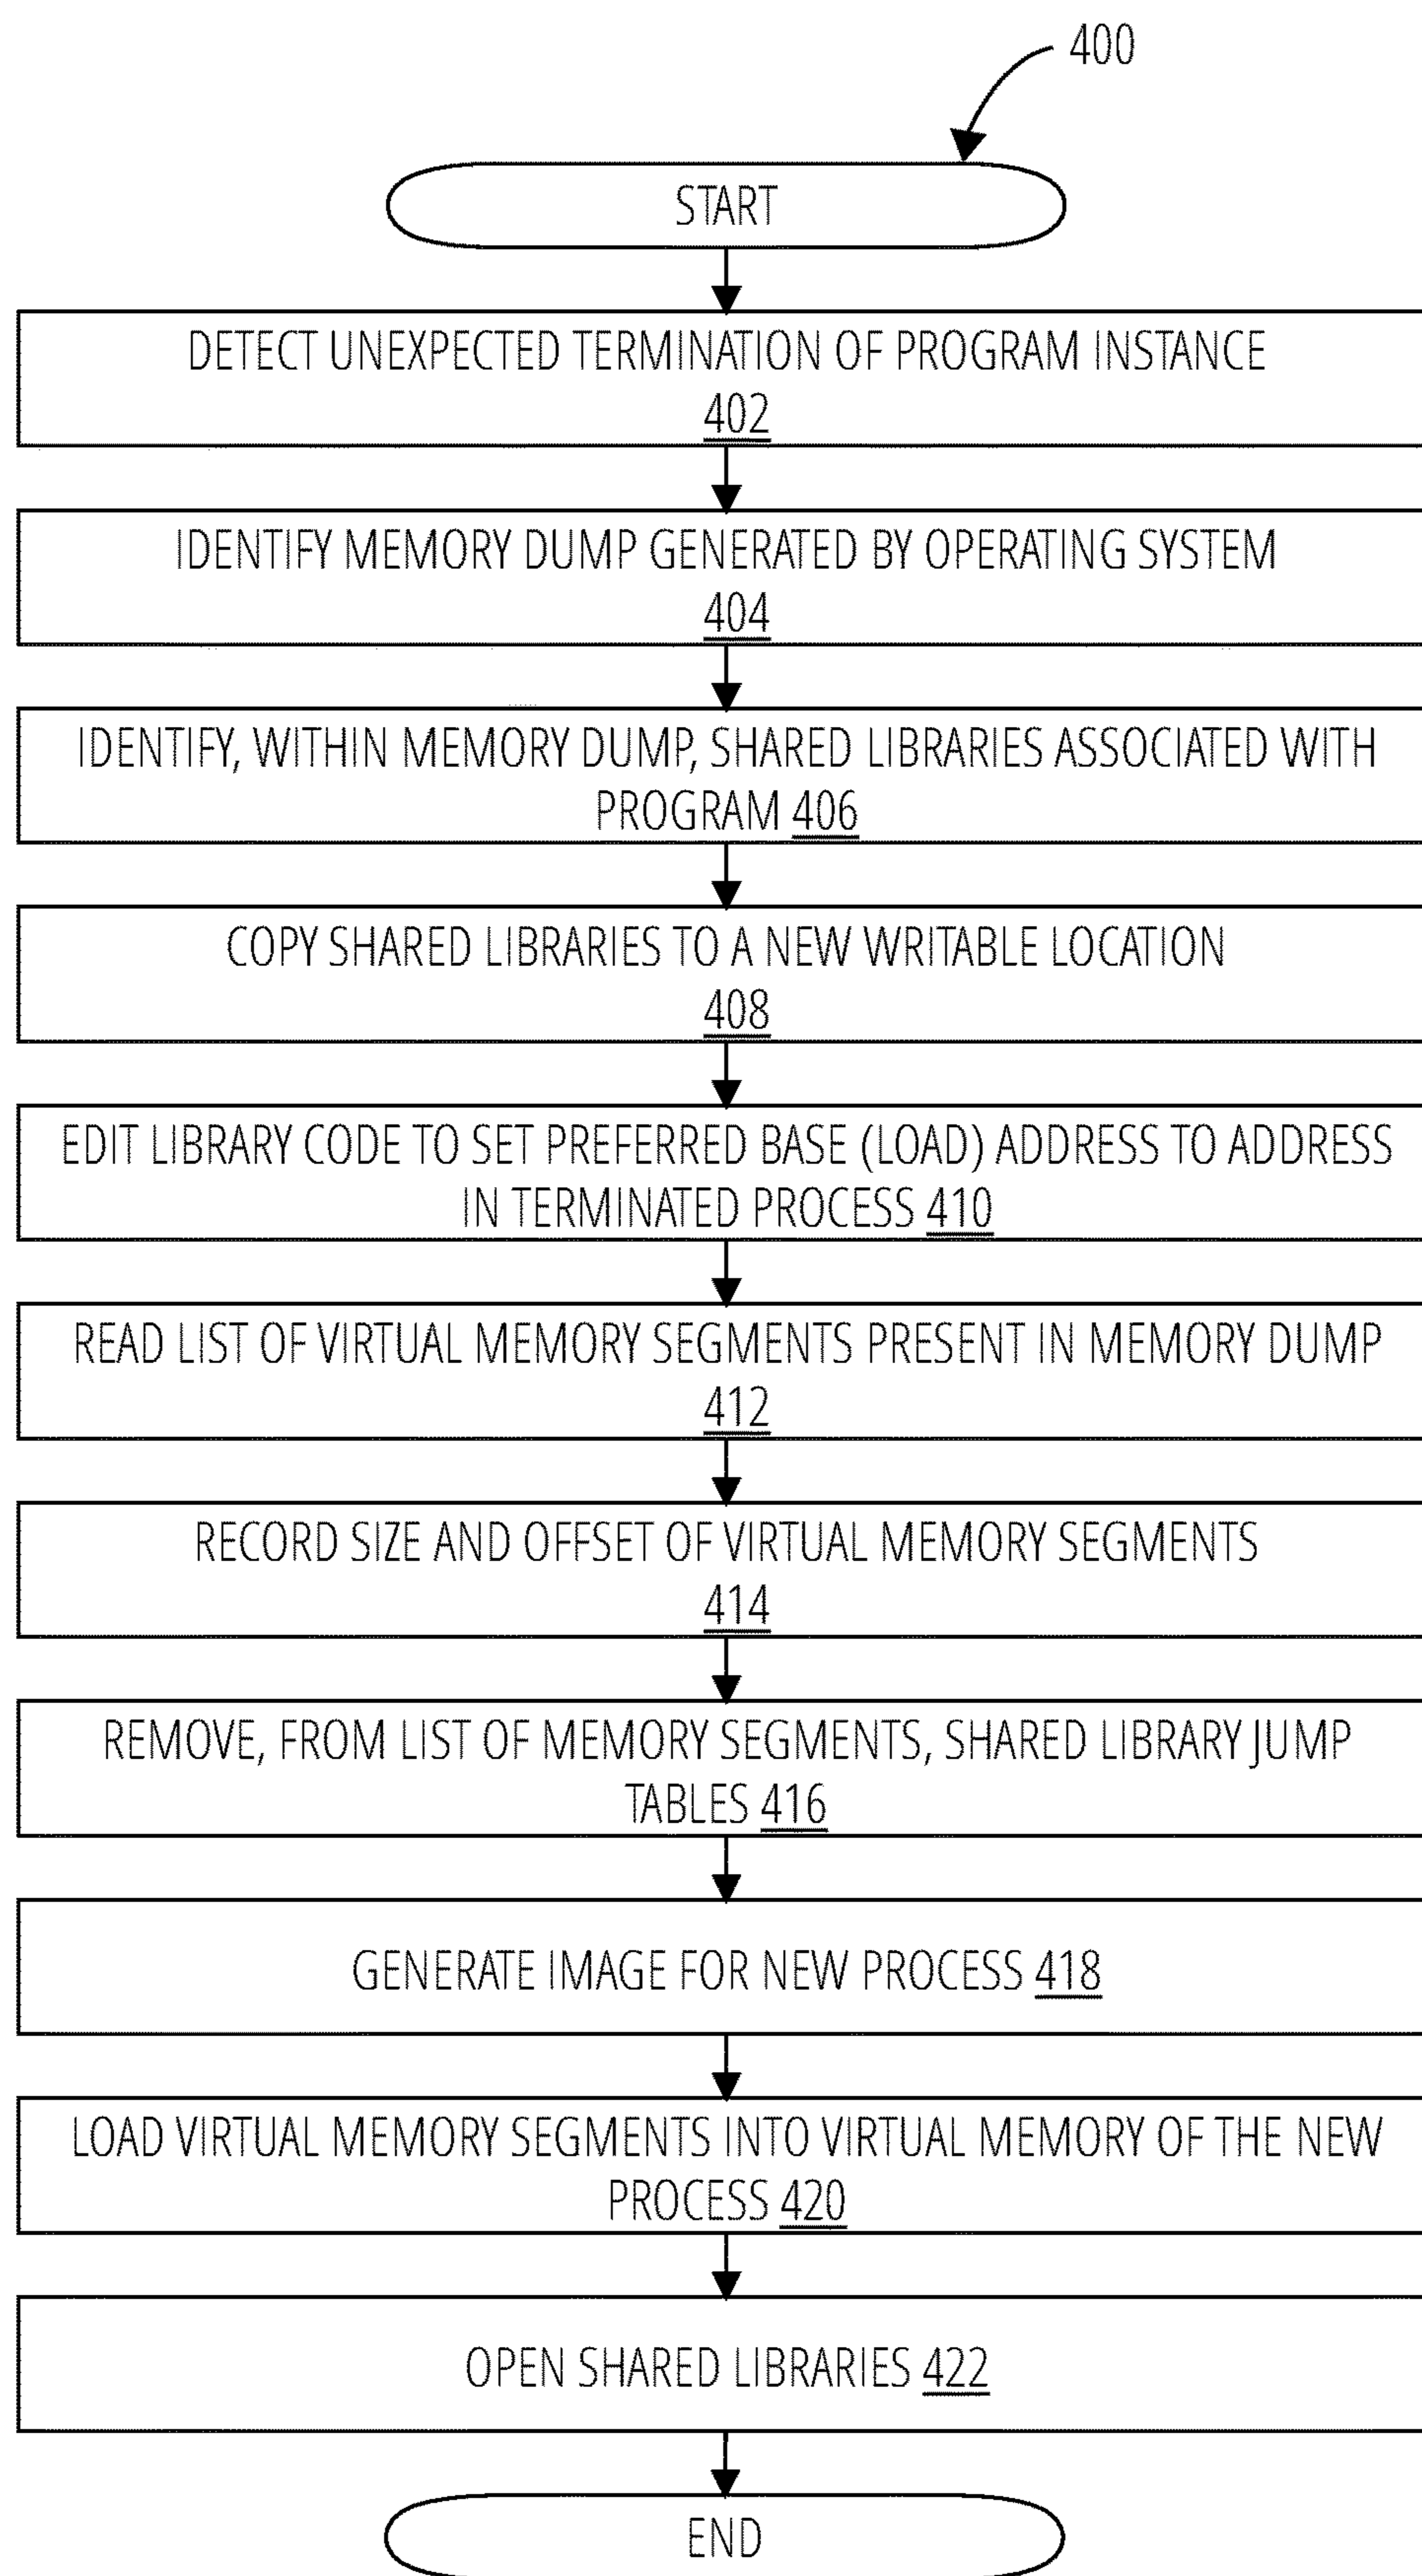 400
START
DETECT UNEXPECTED TERMINATION OF PROGRAM INSTANCE
402
IDENTIFY MEMORY DUMP GENERATED BY OPERATING SYSTEM
404
IDENTIFY, WITHIN MEMORY DUMP, SHARED LIBRARIES ASSOCIATED WITH
PROGRAM 406
COPY SHARED LIBRARIES TO A NEW WRITABLE LOCATION
408
EDIT LIBRARY CODE TO SET PREFERRED BASE (LOAD) ADDRESS TO ADDRESS
IN TERMINATED PROCESS 410
READ LIST OF VIRTUAL MEMORY SEGMENTS PRESENT IN MEMORY DUMP
412
RECORD SIZE AND OFFSET OF VIRTUAL MEMORY SEGMENTS
414
REMOVE, FROM LIST OF MEMORY SEGMENTS, SHARED LIBRARY JUMP
TABLES 416
GENERATE IMAGE FOR NEW PROCESS 418
LOAD VIRTUAL MEMORY SEGMENTS INTO VIRTUAL MEMORY OF THE NEW
PROCESS 420
OPEN SHARED LIBRARIES 422
END